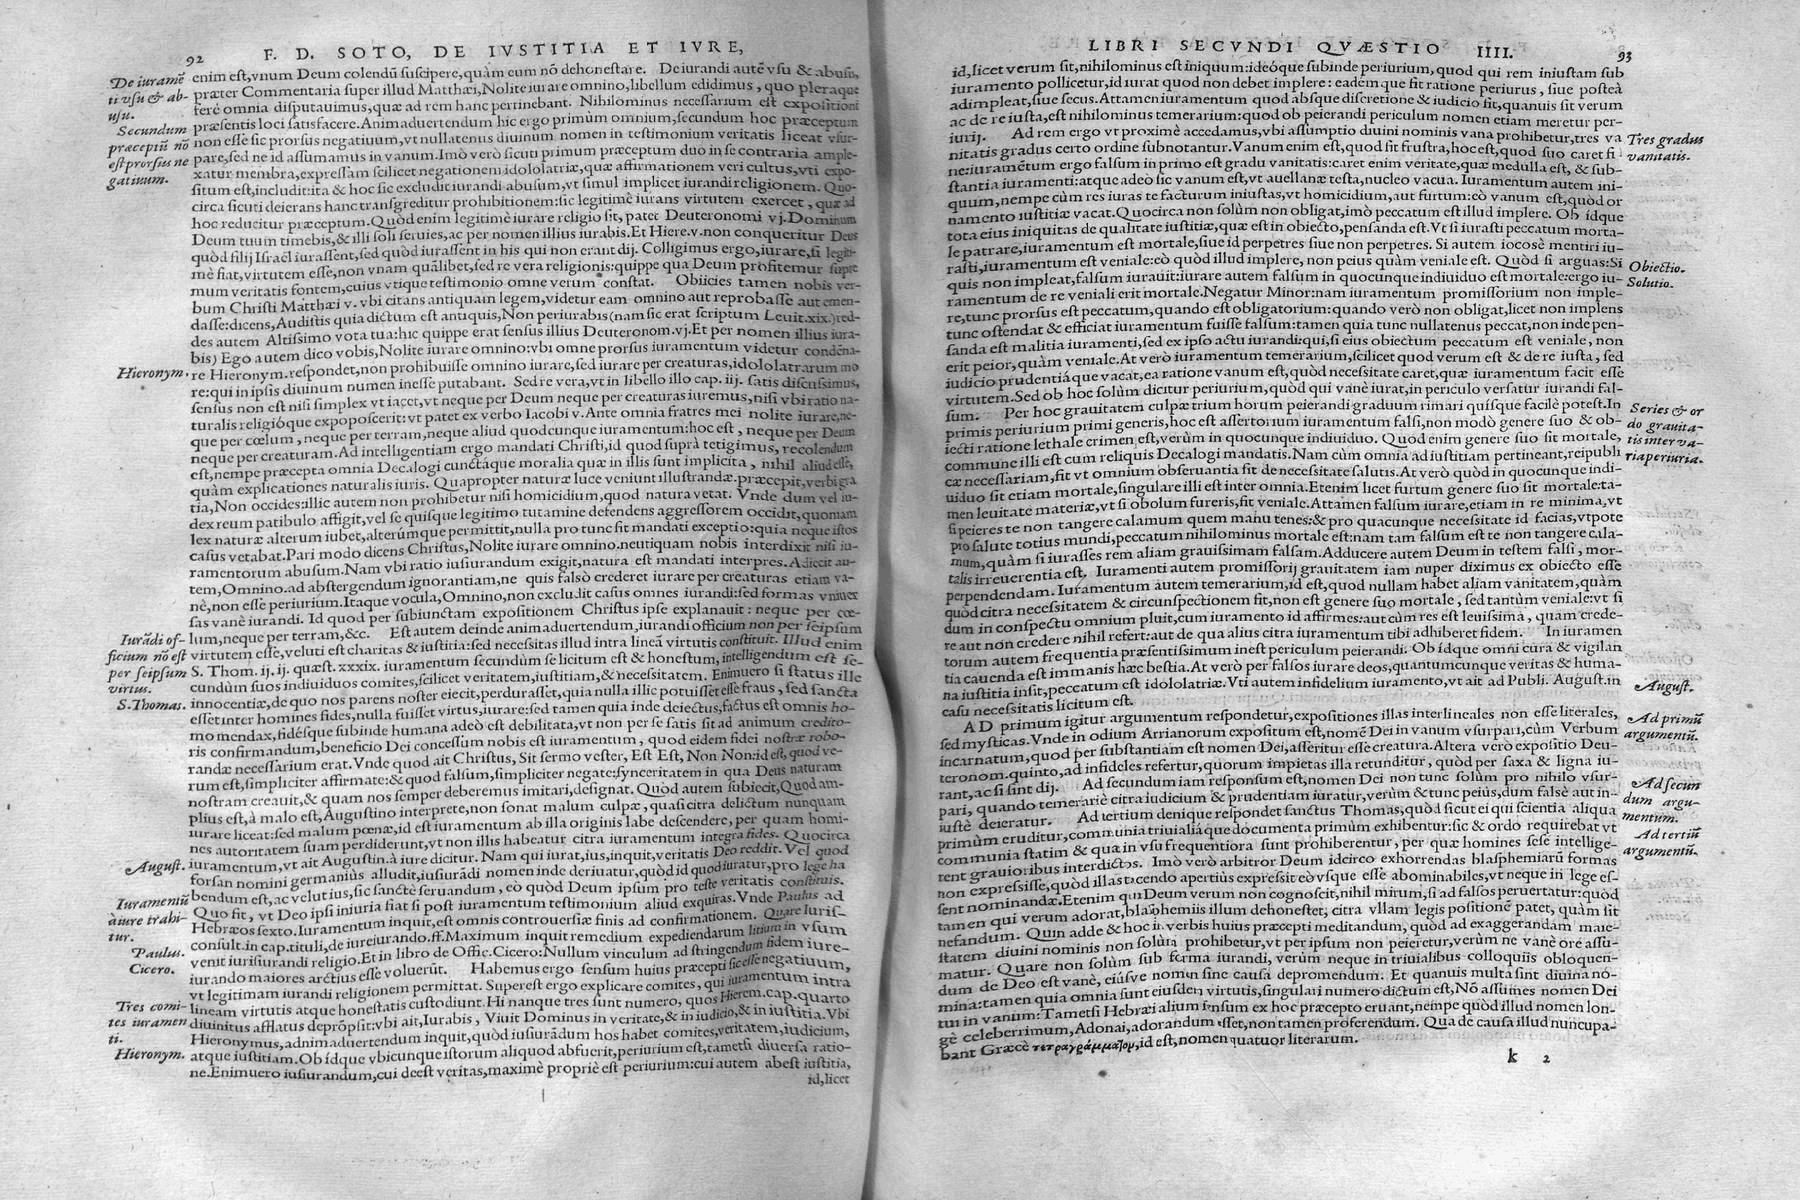 92 F. D. SOTO, DE IVSTITIA ET IVRE,
De iuramē
ti vsu & ab-
usu.
Secundum
præceptū nō
est prorsus ne
gatiuum.
Hieronym.
Iurādi of-
ficium nō est
per seipsum
virtus.
S. Thomas.
August.
Iuramentū
à iure trahi-
tur.
Paulus.
Cicero.
Tres comi-
tes iuramen
ti.
Hieronym.
enim est, vnum Deum colendū suscipere, quàm eum nō dehonestare. De iurandi autē vsu & abusu,
præter Commentaria super illud Matthæi, Nolite iurare omnino, libellum edidimus, quo pleraque
ferè omnia disputauimus, quæ ad rem hanc pertinebant. Nihilominus necessarium est expositioni
præsentis loci satisfacere. Animaduertendum hic ergo primùm omnium, secundum hoc præceptum
non esse sic prorsus negatiuum, vt nullatenus diuinum nomen in testimonium veritatis liceat vsur-
pare, sed ne id assumamus in vanum. Imò verò sicuti primum præceptum duo in se contraria ample-
xatur membra, expressam scilicet negationem idololatriæ, quæ affirmationem veri cultus, vti expo-
situm est, includit: ita & hoc sic excludit iurandi abusum, vt simul implicet iurandi religionem. Quo-
circa sicuti deierans hanc transgreditur prohibitionem: sic legitimè iurans virtutem exercet, quæ ad
hoc reducitur præceptum. Quòd enim legitimè iurare religio sit, patet Deuteronomi vj. Dominum
Deum tuum timebis, & illi soli seruies, ac per nomen illius iurabis. Et Hiere. v. non conqueritur Deus
quòd filij Israël iurassent, sed quòd iurassent in his qui non erant dij. Colligimus ergo, iurare, si legiti-
mè fiat, virtutem esse, non vnam qualibet, sed re vera religionis: quippe qua Deum profitemur supre
mum veritatis fontem, cuius vtique testimonio omne verum constat. Obiicies tamen nobis ver-
bum Christi Matthæi v. vbi citans antiquam legem, videtur eam omnino aut reprobasse aut emen-
dasse: dicens, Audistis quia dictum est antiquis, Non periurabis (nam sic erat scriptum Leuit. xix.) red-
des autem Altissimo vota tua: hic quippe erat sensus illius Deuteronom. vj. Et per nomen illius iura-
bis) Ego autem dico vobis, Nolite iurare omnino: vbi omne prorsus iuramentum videtur condēna-
re Hieronym. respondet, non prohibuisse omnino iurare, sed iurare per creaturas, idololatrarum mo
re: qui in ipsis diuinum numen inesse putabant. Sed re vera, vt in libello illo cap. iij. satis discussimus,
sensus non est nisi simplex vt iacet, vt neque per Deum neque per creaturas iuremus, nisi vbi ratio na-
turalis religióque expoposcerit: vt patet ex verbo Iacobi v. Ante omnia fratres mei nolite iurare, ne-
que per cœlum, neque per terram, neque aliud quodcunque iuramentum: hoc est, neque per Deum
neque per creaturam. Ad intelligentiam ergo mandati Christi, id quod suprà tetigimus, recolendum
est, nempe præcepta omnia Decalogi cunctáque moralia quæ in illis sunt implicita, nihil aliud esse,
quàm explicationes naturalis iuris. Quapropter naturæ luce veniunt illustrandæ. præcepit, verbi gra
tia, Non occides: illic autem non prohibetur nisi homicidium, quod natura vetat. Vnde dum vel iu-
dex reum patibulo affigit, vel se quisque legitimo tutamine defendens aggressorem occidit, quoniam
lex naturæ alterum iubet, alterúmque permittit, nulla pro tunc sit mandati exceptio: quia neque istos
casus vetabat. Pari modo dicens Christus, Nolite iurare omnino. neutiquam nobis interdixit nisi iu-
ramentorum abusum. Nam vbi ratio iusiurandum exigit, natura est mandati interpres. Adiecit au-
tem, Omnino. ad abstergendum ignorantiam, ne quis falsò crederet iurare per creaturas etiam va-
nè, non esse periurium. Itaque vocula, Omnino, non excludit casus omnes iurandi: sed formas vniuer
sas vanè iurandi. Id quod per subiunctam expositionem Christus ipse explanauit: neque per cœ-
lum, neque per terram, &c. Est autem deinde animaduertendum, iurandi officium non per seipsum
virtutem esse, veluti est charitas & iustitia: sed necessitas illud intra lineā virtutis constituit. Illud enim
S. Thom. ij. ij. quæst. xxxix. iuramentum secundùm se licitum est & honestum, intelligendum est se-
cundùm suos indiuiduos comites, scilicet veritatem, iustitiam, & necessitatem. Enimuero si status ille
innocentiæ, de quo nos parens noster eiecit, perdurasset, quia nulla illic potuisset esse fraus, sed sancta
esset inter homines fides, nulla fuisset virtus, iurare: sed tamen quia inde deiectus, factus est omnis ho-
mo mendax, fidésque subinde humana adeò est debilitata, vt non per se satis sit ad animum credito-
ris confirmandum, beneficio Dei concessum nobis est iuramentum, quod eidem fidei nostræ robo-
randæ necessarium erat. Vnde quod ait Christus, Sit sermo vester, Est Est, Non Non: id est, quod ve-
rum est, simpliciter affirmate: & quod falsum, simpliciter negate: synceritatem in qua Deus naturam
nostram creauit, & quam nos semper deberemus imitari, designat. Quòd autem subiecit, Quod am-
plius est, à malo est, Augustino interprete, non sonat malum culpæ, quasi citra delictum nunquam
iurare liceat: sed malum pœnæ, id est iuramentum ab illa originis labe descendere, per quam homi-
nes autoritatem suam perdiderunt, vt non illis habeatur citra iuramentum integra fides. Quocirca
iuramentum, vt ait Augustin. à iure dicitur. Nam qui iurat, ius, inquit, veritatis Deo reddit. Vel quod
forsan nomini germaniùs alludit, iusiurādi nomen inde deriuatur, quòd id quod iuratur, pro lege ha
bendum est, ac velut ius, sic sanctè seruandum, eò quòd Deum ipsum pro teste veritatis constituis.
Quo fit, vt Deo ipsi iniuria fiat si post iuramentum testimonium aliud exquiras. Vnde Paulus ad
Hebræos sexto. Iuramentum inquit, est omnis controuersiæ finis ad confirmationem. Quare Iuris-
consult. in cap. tituli, de iureiurando. ff. Maximum inquit remedium expediendarum litium in vsum
venit iurisiurandi religio. Et in libro de Offic. Cicero: Nullum vinculum ad stringendum fidem iure-
iurando maiores arctius esse voluerūt. Habemus ergo sensum huius præcepti sic esse negatiuum,
vt legitimam iurandi religionem permittat. Superest ergo explicare comites, qui iuramentum intra
lineam virtutis atque honestatis custodiunt. Hi nanque tres sunt numero, quos Hierem. cap. quarto
diuinitus afflatus deprōpsit: vbi ait, Iurabis, Viuit Dominus in veritate, & in iudicio, & in iustitia. Vbi
Hieronymus, adnimaduertendum inquit, quòd iusiurādum hos habet comites, veritatem, iudicium,
atque iustitiam. Ob ídque vbicunque istorum aliquod abfuerit, periurium est, tametsi diuersa ratio-
ne. Enimuero iusiurandum, cui deest veritas, maximè propriè est periurium: cui autem abest iustitia,
id, licet
LIBRI SECVNDI QVÆSTIO IIII. 93
id, licet verum sit, nihilominus est iniquum: ideóque subinde periurium, quod qui rem iniustam sub
iuramento pollicetur, id iurat quod non debet implere: eadem que fit ratione periurus, siue posteà
adimpleat, siue secus. Attamen iuramentum quod absque discretione & iudicio fit, quanuis sit verum
ac de re iusta, est nihilominus temerarium: quod ob peierandi periculum nomen etiam meretur per-
iurij. Ad rem ergo vt proximè accedamus, vbi assumptio diuini nominis vana prohibetur, tres va
nitatis gradus certo ordine subnotantur. Vanum enim est, quod fit frustra, hoc est, quod suo caret fi-
ne: iuramētum ergo falsum in primo est gradu vanitatis: caret enim veritate, quæ medulla est, & sub-
stantia iuramenti: atque adeò sic vanum est, vt auellanæ testa, nucleo vacua. Iuramentum autem ini-
quum, nempe cùm res iuras te facturum iniustas, vt homicidium, aut furtum: eò vanum est, quòd or
namento iustitiæ vacat. Quocirca non solùm non obligat, imò peccatum est illud implere. Ob ídque
tota eius iniquitas de qualitate iustitiæ, quæ est in obiecto, pensanda est. Vt si iurasti peccatum morta-
le patrare, iuramentum est mortale, siue id perpetres siue non perpetres. Si autem iocosè mentiri iu-
rasti, iuramentum est veniale: eò quòd illud implere, non peius quàm veniale est. Quòd si arguas: Si
quis non impleat, falsum iurauit: iurare autem falsum in quocunque indiuiduo est mortale: ergo iu-
ramentum de re veniali erit mortale. Negatur Minor: nam iuramentum promissorium non imple-
re, tunc prorsus est peccatum, quando est obligatorium: quando verò non obligat, licet non implens
tunc ostendat & efficiat iuramentum fuisse falsum: tamen quia tunc nullatenus peccat, non inde pen-
sanda est malitia iuramenti, sed ex ipso actu iurandi: qui, si eius obiectum peccatum est veniale, non
erit peior, quàm veniale. At verò iuramentum temerarium, scilicet quod verum est & de re iusta, sed
iudicio prudentiáque vacat, ea ratione vanum est, quòd necessitate caret, quæ iuramentum facit esse
virtutem. Sed ob hoc solùm dicitur periurium, quòd qui vanè iurat, in periculo versatur iurandi fal-
sum. Per hoc grauitatem culpæ trium horum peierandi graduum rimari quisque facilè potest. In
primis periurium primi generis, hoc est assertorium iuramentum falsi, non modò genere suo & ob-
iecti ratione lethale crimen est, verùm in quocunque indiuiduo. Quod enim genere suo sit mortale,
commune illi est cum reliquis Decalogi mandatis. Nam cùm omnia ad iustitiam pertineant, reipubli
cæ necessariam, fit vt omnium obseruantia sit de necessitate salutis. At verò quòd in quocunque indi-
uiduo sit etiam mortale, singulare illi est inter omnia. Etenim licet furtum genere suo sit mortale: ta-
men leuitate materiæ, vt si obolum fureris, fit veniale. Attamen falsum iurare, etiam in re minima, vt
si peieres te non tangere calamum quem manu tenes: & pro quacunque necessitate id facias, vtpote
pro salute totius mundi, peccatum nihilominus mortale est: nam tam falsum est te non tangere cala-
mum, quàm si iurasses rem aliam grauissimam falsam. Adducere autem Deum in testem falsi, mor-
talis irreuerentia est. Iuramenti autem promissorij grauitatem iam nuper diximus ex obiecto esse
perpendendam. Iuramentum autem temerarium, id est, quod nullam habet aliam vanitatem, quàm
quòd citra necessitatem & circunspectionem fit, non est genere suo mortale, sed tantùm veniale: vt si
dum in conspectu omnium pluit, cum iuramento id affirmes: aut cùm res est leuissima, quam crede-
re aut non credere nihil refert: aut de qua alius citra iuramentum tibi adhiberet fidem. In iuramen
torum autem frequentia præsentissimum inest periculum peierandi. Ob ídque omni cura & vigilan
tia cauenda est immanis hæc bestia. At verò per falsos iurare deos, quantumcunque veritas & huma-
na iustitia insit, peccatum est idololatriæ. Vti autem infidelium iuramento, vt ait ad Publi. August. in
casu necessitatis licitum est.
AD primum igitur argumentum respondetur, expositiones illas interlineales non esse literales,
sed mysticas. Vnde in odium Arrianorum expositum est, nomē Dei in vanum vsurpari, cùm Verbum
incarnatum, quod per substantiam est nomen Dei, asseritur esse creatura. Altera verò expositio Deu-
teronom. quinto, ad infideles refertur, quorum impietas illa retunditur, quòd per saxa & ligna iu-
rant, ac si sint dij. Ad secundum iam responsum est, nomen Dei non tunc solùm pro nihilo vsur-
pari, quando temerariè citra iudicium & prudentiam iuratur, verùm & tunc peiùs, dum falsè aut in-
iustè deieratur. Ad tertium denique respondet sanctus Thomas, quòd sicut ei qui scientia aliqua
primùm eruditur, communia triuialiáque documenta primùm exhibentur: sic & ordo requirebat vt
communia statim & quæ in vsu frequentiora sunt prohiberentur, per quæ homines sese intellige-
rent grauioribus interdictos. Imò verò arbitror Deum idcirco exhorrendas blasphemiarū formas
non expressisse, quòd illas tacendo apertiùs expressit eò vsque esse abominabiles, vt neque in lege es-
sent nominandæ. Etenim qui Deum verum non cognoscit, nihil mirum, si ad falsos peruertatur: quòd
tamen qui verum adorat, blasphemiis illum dehonestet, citra vllam legis positionē patet, quàm sit
nefandum. Quin adde & hoc in verbis huius præcepti meditandum, quòd ad exaggerandam maie-
statem diuini nominis non solùm prohibetur, vt per ipsum non peieretur, verùm ne vanè ore assu-
matur. Quare non solùm sub forma iurandi, verùm neque in triuialibus colloquiis obloquen-
dum de Deo est vanè, eiúsve nomen sine causa depromendum. Et quanuis multa sint diuina nō-
mina: tamen quia omnia sunt eiusdem virtutis, singulari numero dictum est, Nō assumes nomen Dei
tui in vanum: Tametsi Hebræi alium sensum ex hoc præcepto eruant, nempe quòd illud nomen lon-
gè celeberrimum, Adonai, adorandum esset, non tamen proferendum. Qua de causa illud nuncupa-
bant Græcè τετραγράμματον, id est, nomen quatuor literarum.
k 2
Tres gradus
vanitatis.
Obiectio.
Solutio.
Series & or
do grauita-
tis inter va-
ria periuria.
August.
Ad primū
argumentū.
Ad secun
dum argu-
mentum.
Ad tertiū
argumentū.